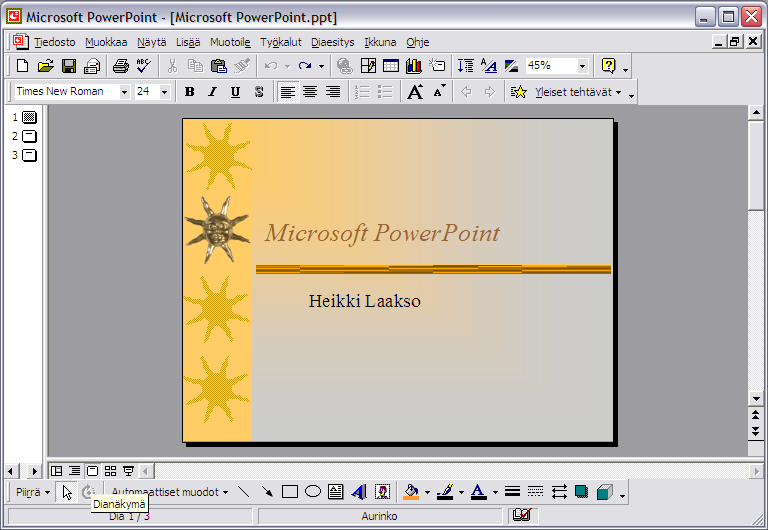 Microsoft PowerPoint - [Microsoft PowerPoint.ppt]
Tiedosto Muokkaa Näytä Lisää Muotoile Työkalut Diaesitys Ikkuna Ohje
45%
Times New Roman 24 B I U S A A Yleiset tehtävät
1
2
3
Microsoft PowerPoint
Heikki Laakso
Piirrä Automaattiset muodot
Dianäkymä
Dia 1 / 3 Aurinko